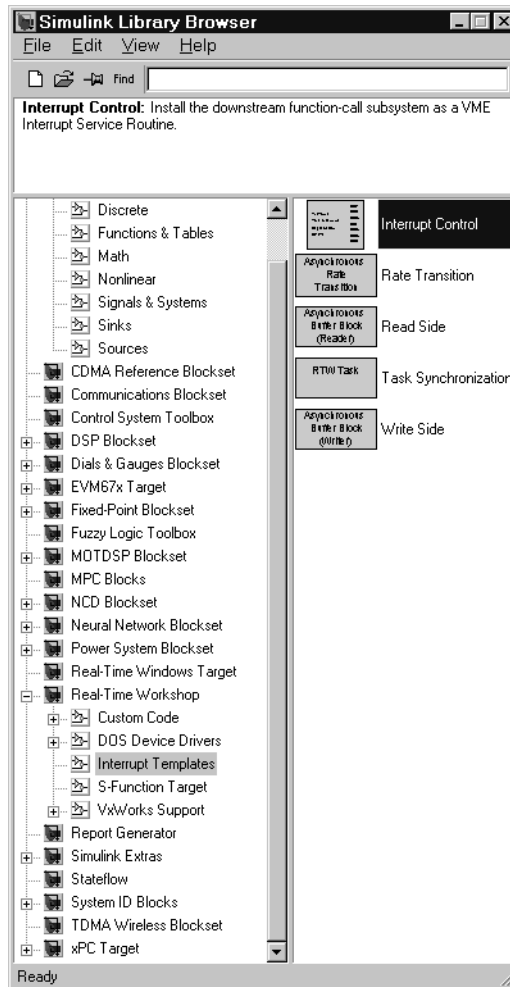 Simulink Library Browser
File Edit View Help
Find
Interrupt Control: Install the downstream function-call subsystem as a VME
Interrupt Service Routine.
Discrete
Functions & Tables
Math
Nonlinear
Signals & Systems
Sinks
Sources
CDMA Reference Blockset
Communications Blockset
Control System Toolbox
DSP Blockset
Dials & Gauges Blockset
EVM67x Target
Fixed-Point Blockset
Fuzzy Logic Toolbox
MOTDSP Blockset
MPC Blocks
NCD Blockset
Neural Network Blockset
Power System Blockset
Real-Time Windows Target
Real-Time Workshop
Custom Code
DOS Device Drivers
Interrupt Templates
S-Function Target
VxWorks Support
Report Generator
Simulink Extras
Stateflow
System ID Blocks
TDMA Wireless Blockset
xPC Target
Interrupt Control
Asynchronous
Rate
Transition
Rate Transition
Asynchronous
Buffer Block
(Reader)
Read Side
RTW Task
Task Synchronization
Asynchronous
Buffer Block
(Writer)
Write Side
Ready